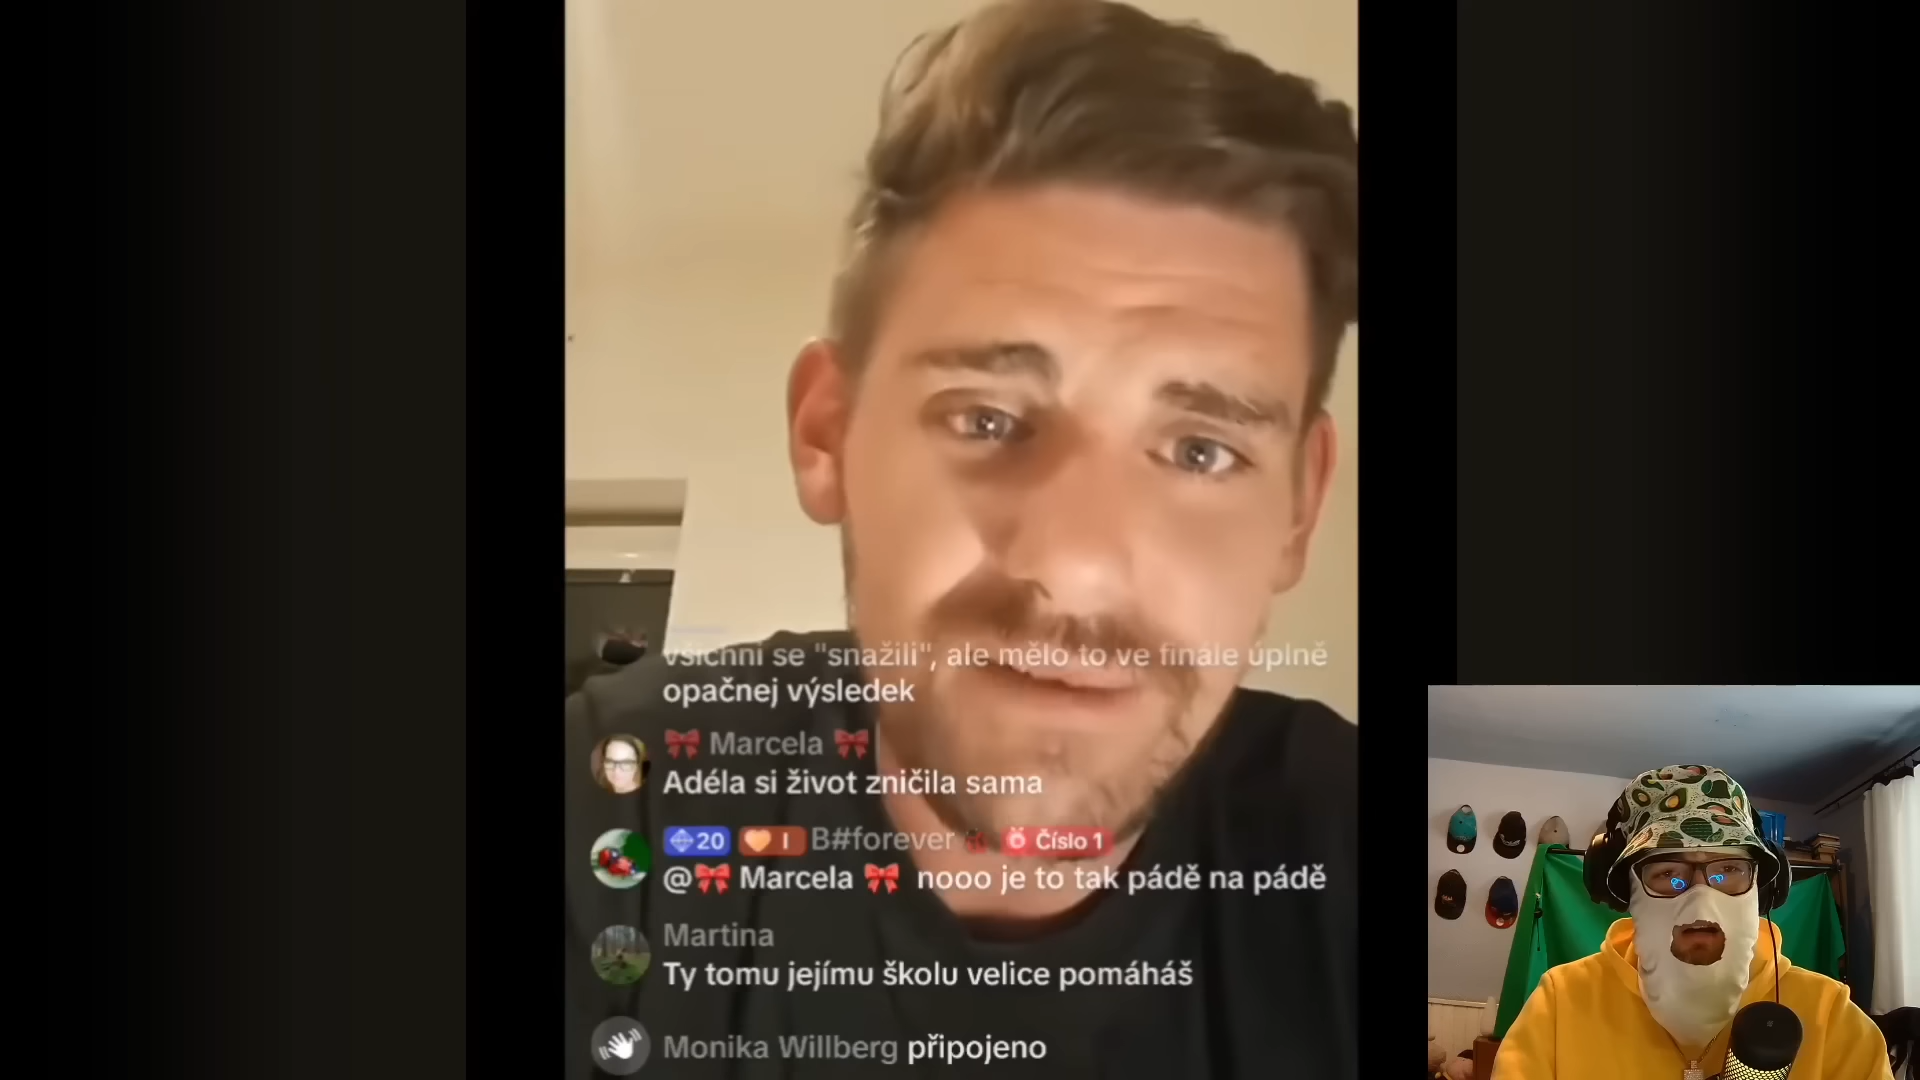 všichni se "snažili", ale mělo to ve finále úplně
opačnej výsledek
🎀 Marcela 🎀
Adéla si život zničila sama
20 I B#forever🐞 Číslo 1
@🎀 Marcela 🎀 nooo je to tak pádě na pádě
Martina
Ty tomu jejímu školu velice pomáháš
Monika Willberg připojeno